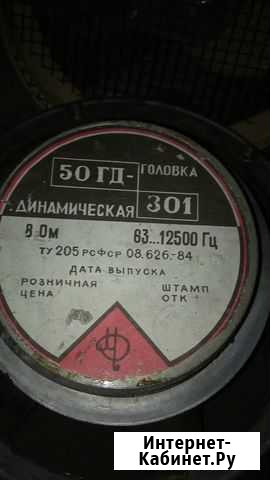 50 ГД-
ГОЛОВКА
ДИНАМИЧЕСКАЯ
301
8 Ом 63...12500 Гц
ТУ 205 РСФСР 08.626-84
ДАТА ВЫПУСКА
РОЗНИЧНАЯ ШТАМП
ЦЕНА ОТК
Интернет-
Кабинет.Ру